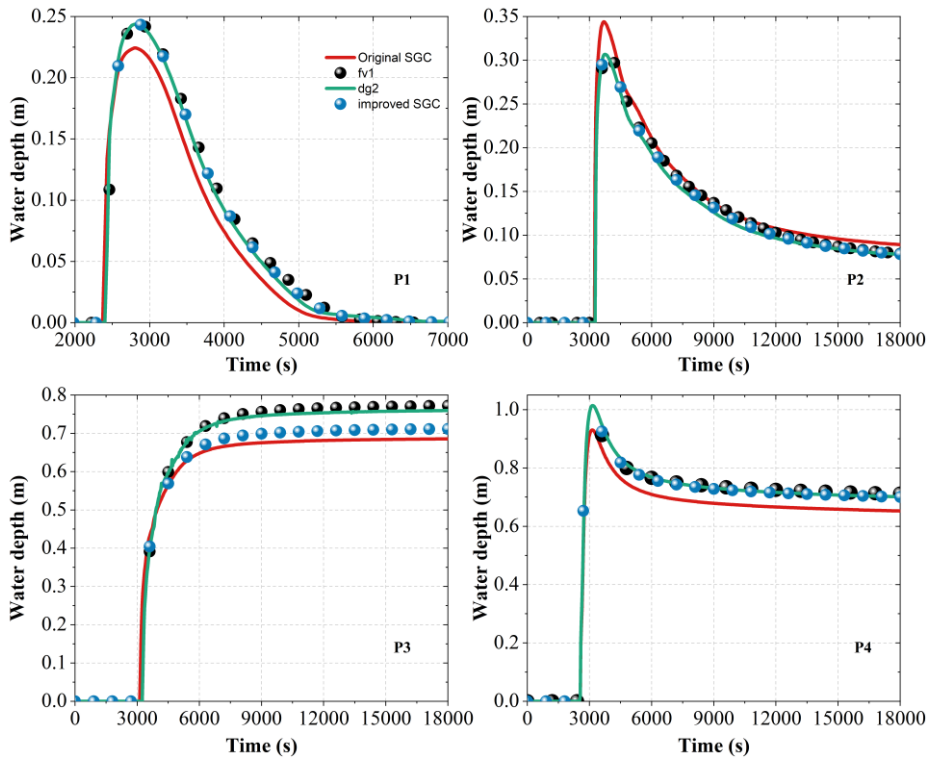 0.25
0.20
0.15
0.10
0.05
0.00
Water depth (m)
Original SGC
fv1
dg2
improved SGC
P1
2000 3000 4000 5000 6000 7000
Time (s)
0.35
0.30
0.25
0.20
0.15
0.10
0.05
0.00
Water depth (m)
P2
0 3000 6000 9000 12000 15000 18000
Time (s)
0.8
0.7
0.6
0.5
0.4
0.3
0.2
0.1
0.0
Water depth (m)
P3
0 3000 6000 9000 12000 15000 18000
Time (s)
1.0
0.8
0.6
0.4
0.2
0.0
Water depth (m)
P4
0 3000 6000 9000 12000 15000 18000
Time (s)